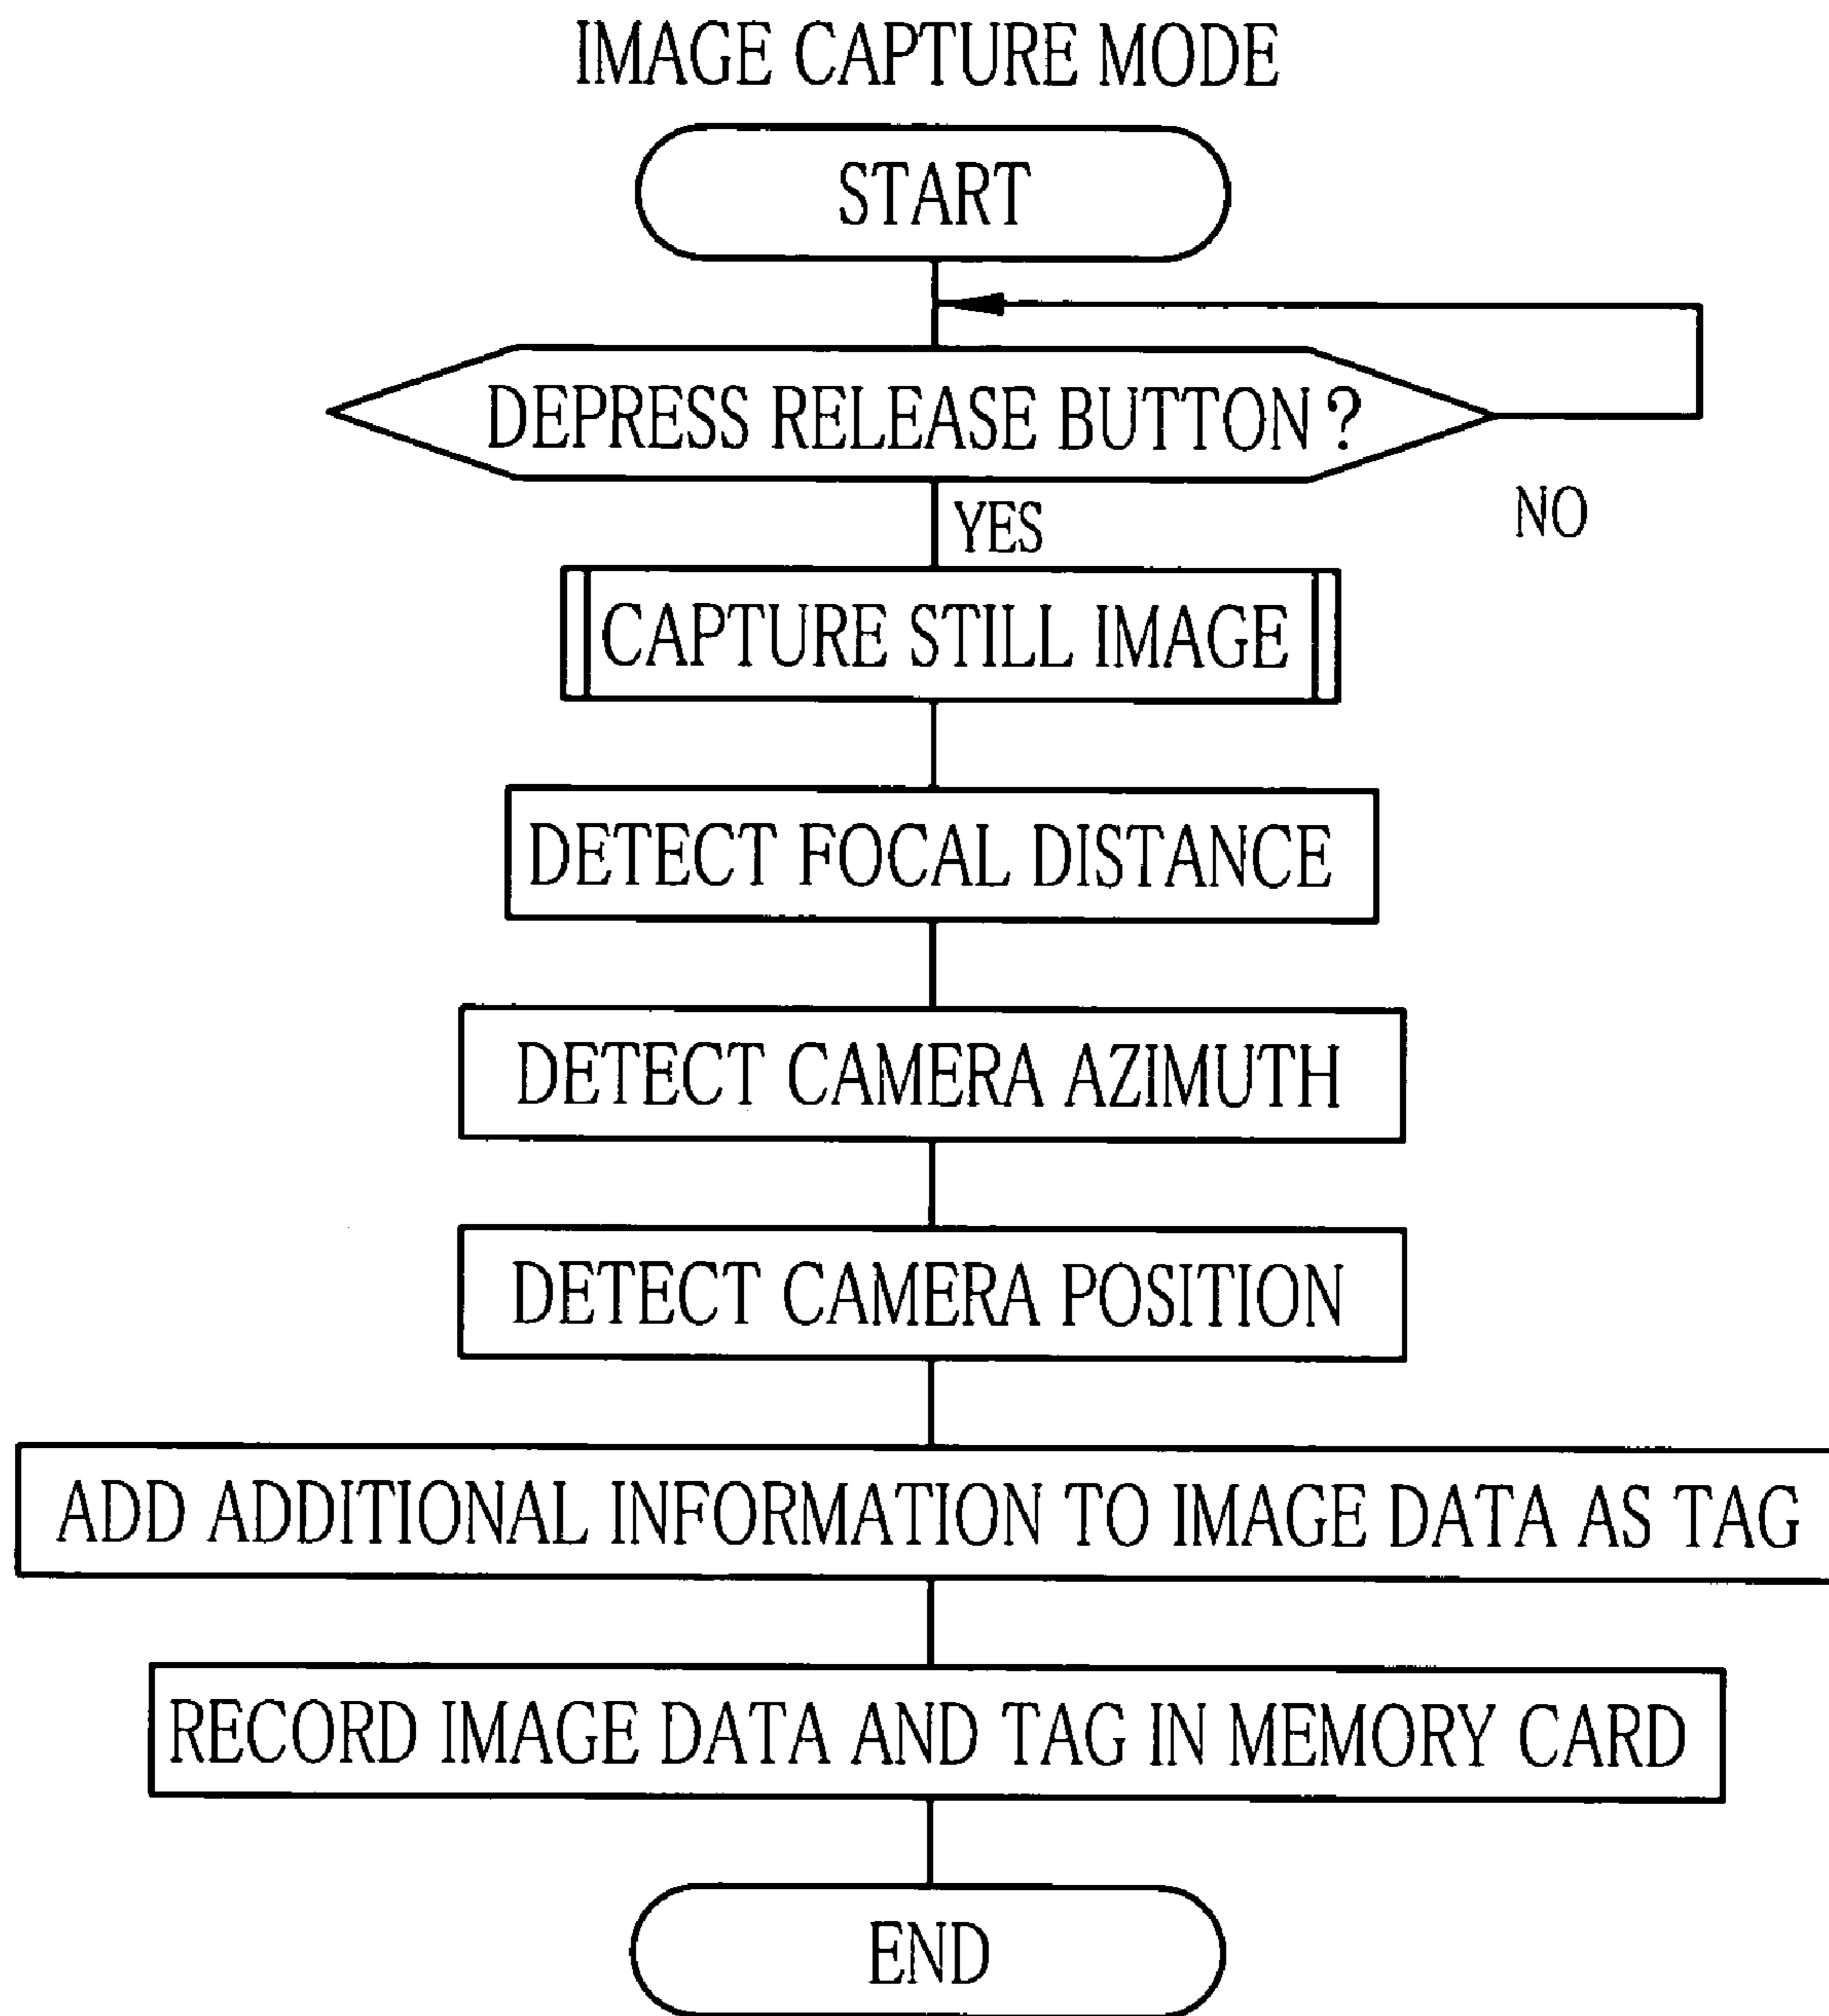 IMAGE CAPTURE MODE
START
DEPRESS RELEASE BUTTON ?
YES
NO
CAPTURE STILL IMAGE
DETECT FOCAL DISTANCE
DETECT CAMERA AZIMUTH
DETECT CAMERA POSITION
ADD ADDITIONAL INFORMATION TO IMAGE DATA AS TAG
RECORD IMAGE DATA AND TAG IN MEMORY CARD
END